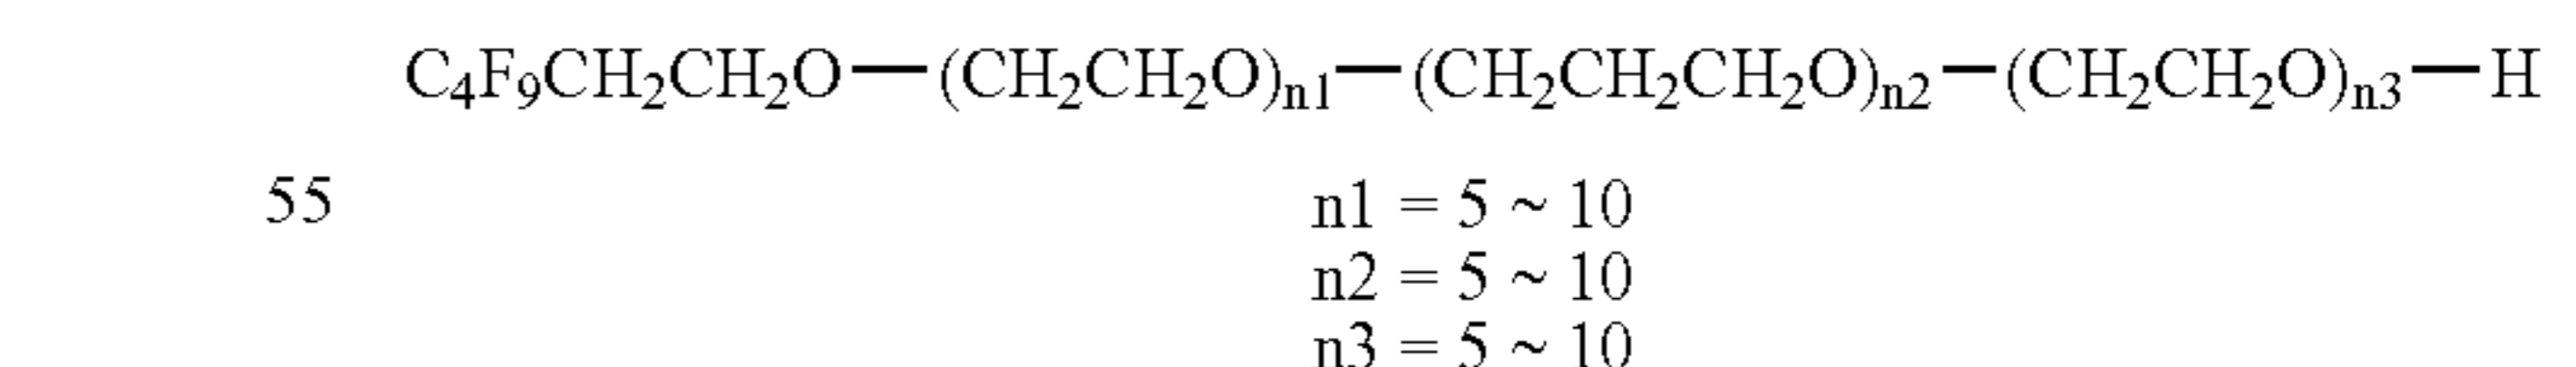 C₄F₉CH₂CH₂O—(CH₂CH₂O)ₙ₁—(CH₂CH₂CH₂O)ₙ₂—(CH₂CH₂O)ₙ₃—H
55
n1 = 5 ~ 10
n2 = 5 ~ 10
n3 = 5 ~ 10